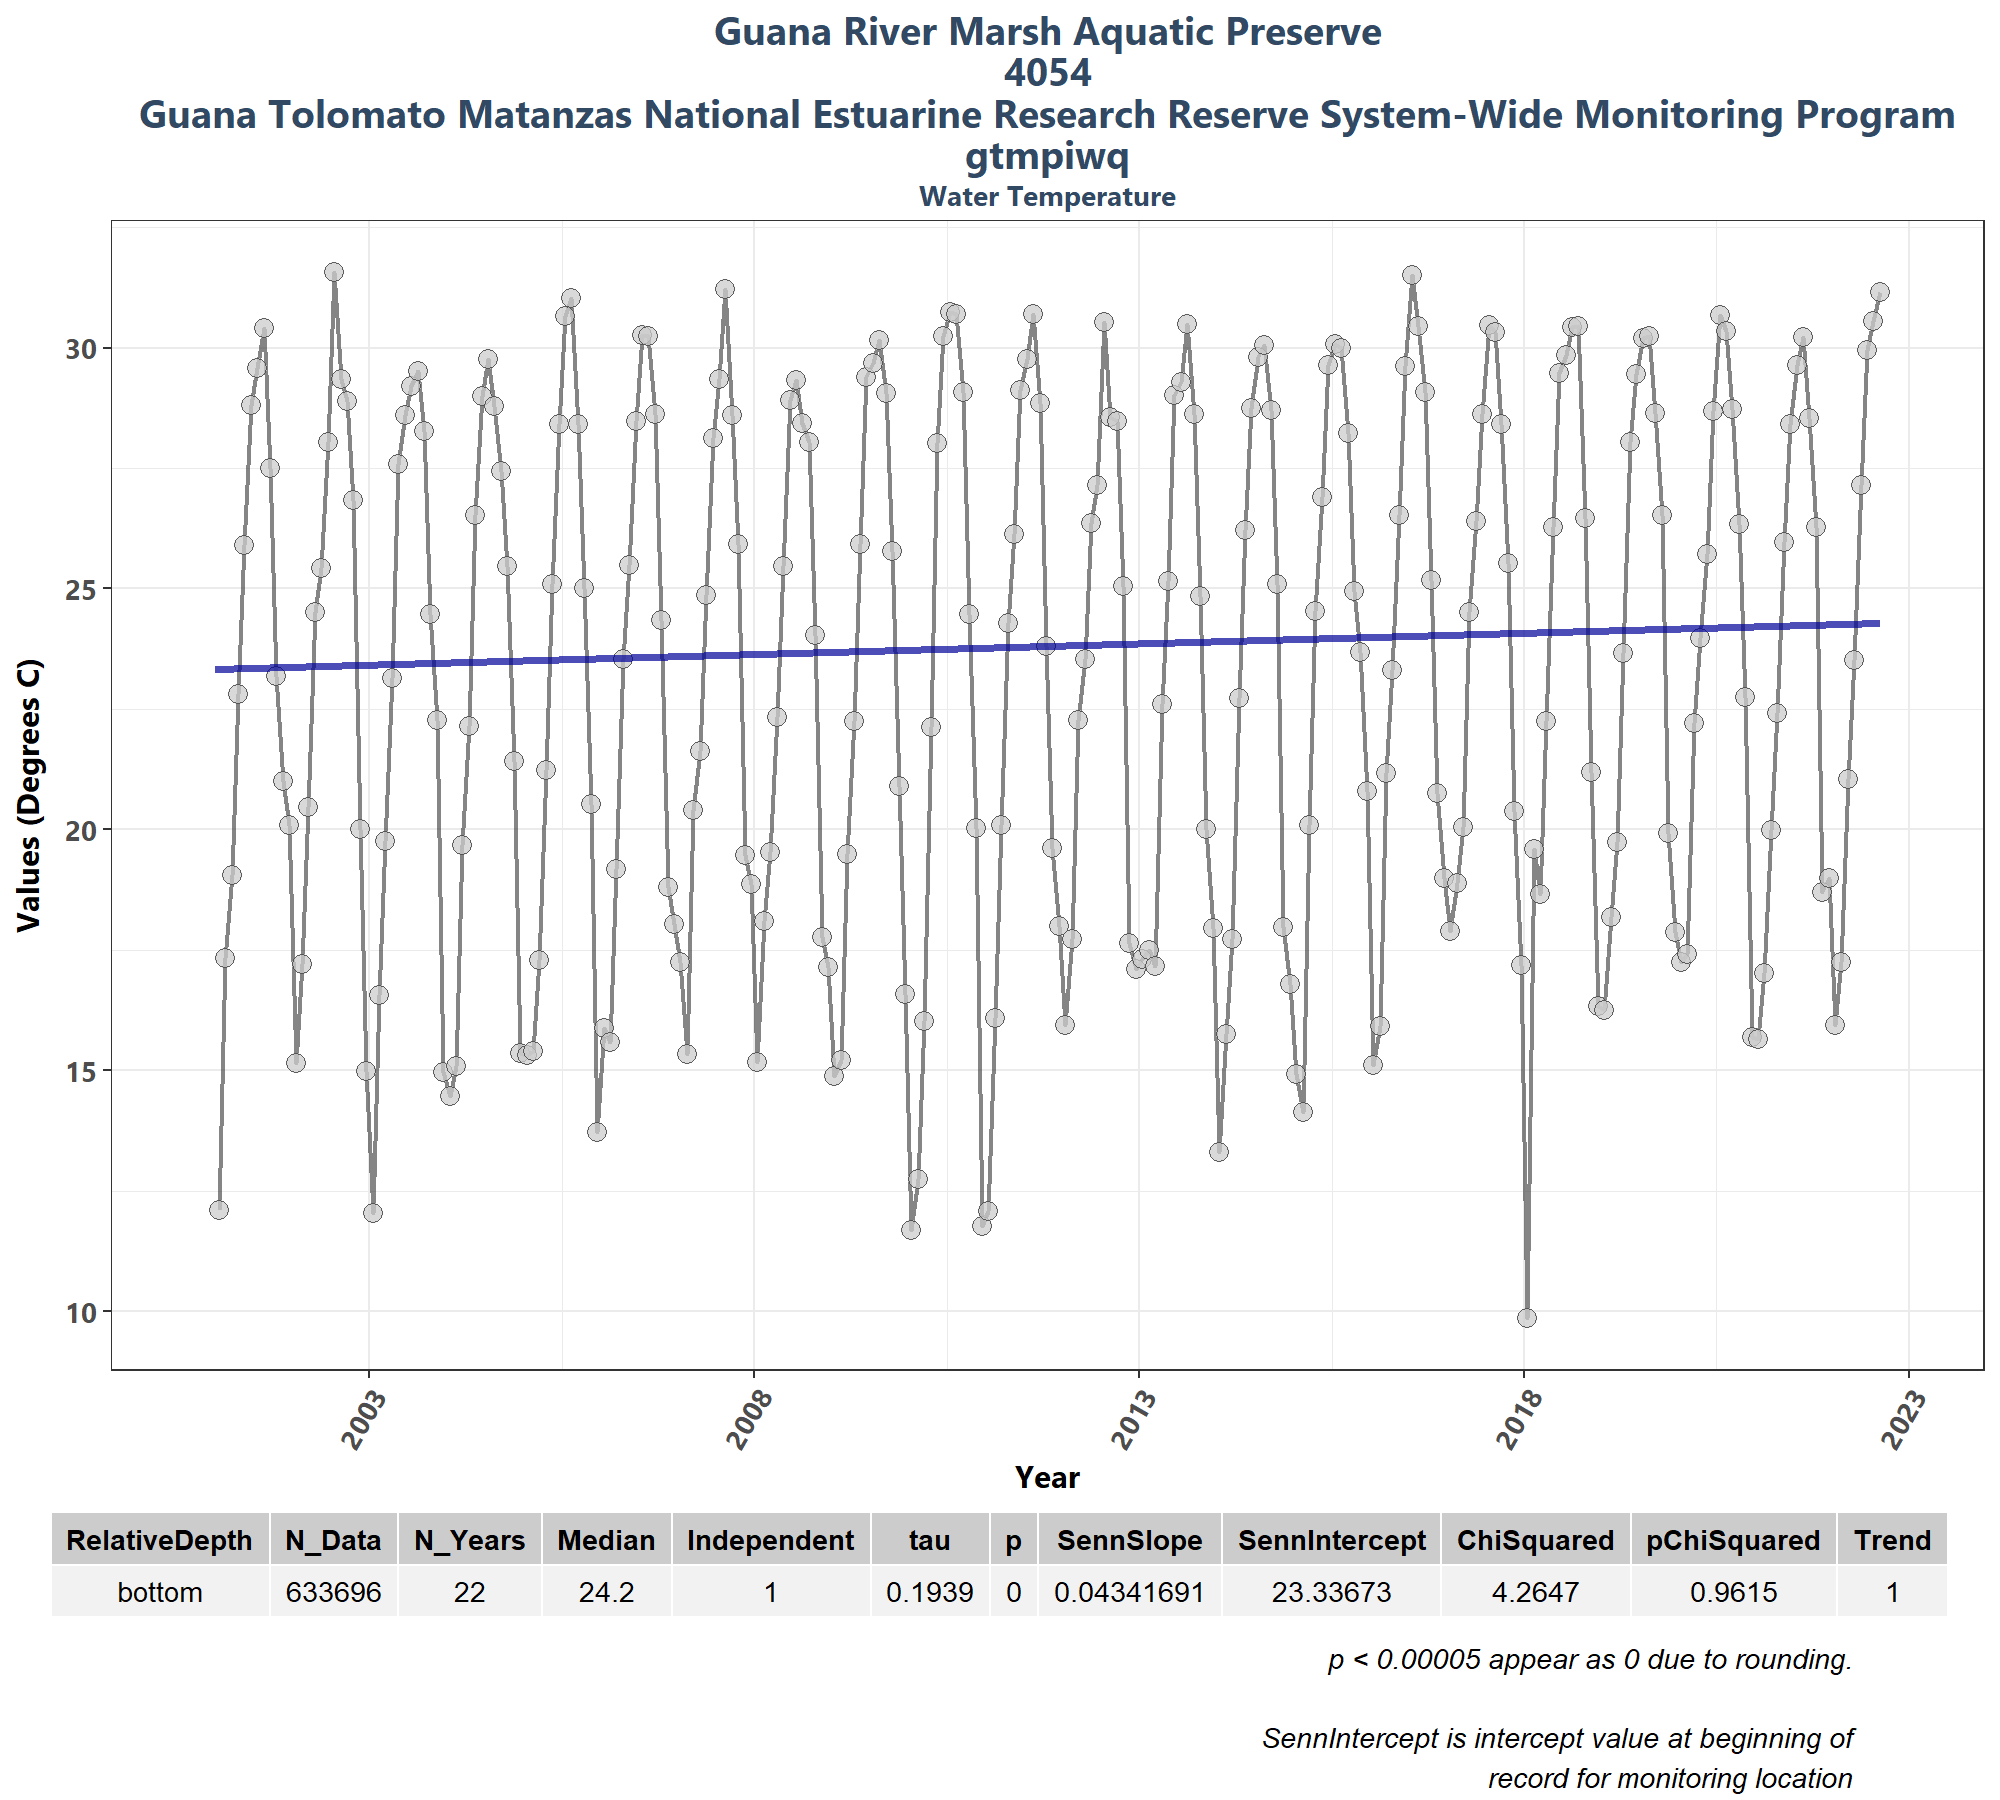 Guana River Marsh Aquatic Preserve
4054
Guana Tolomato Matanzas National Estuarine Research Reserve System-Wide Monitoring Program
gtmpiwq
Water Temperature
Values (Degrees C)
30
25
20
15
10
2003 2008 2013 2018 2023
Year
RelativeDepth N_Data N_Years Median Independent tau p SennSlope SennIntercept ChiSquared pChiSquared Trend
bottom 633696 22 24.2 1 0.1939 0 0.04341691 23.33673 4.2647 0.9615 1
p < 0.00005 appear as 0 due to rounding.
SennIntercept is intercept value at beginning of
record for monitoring location